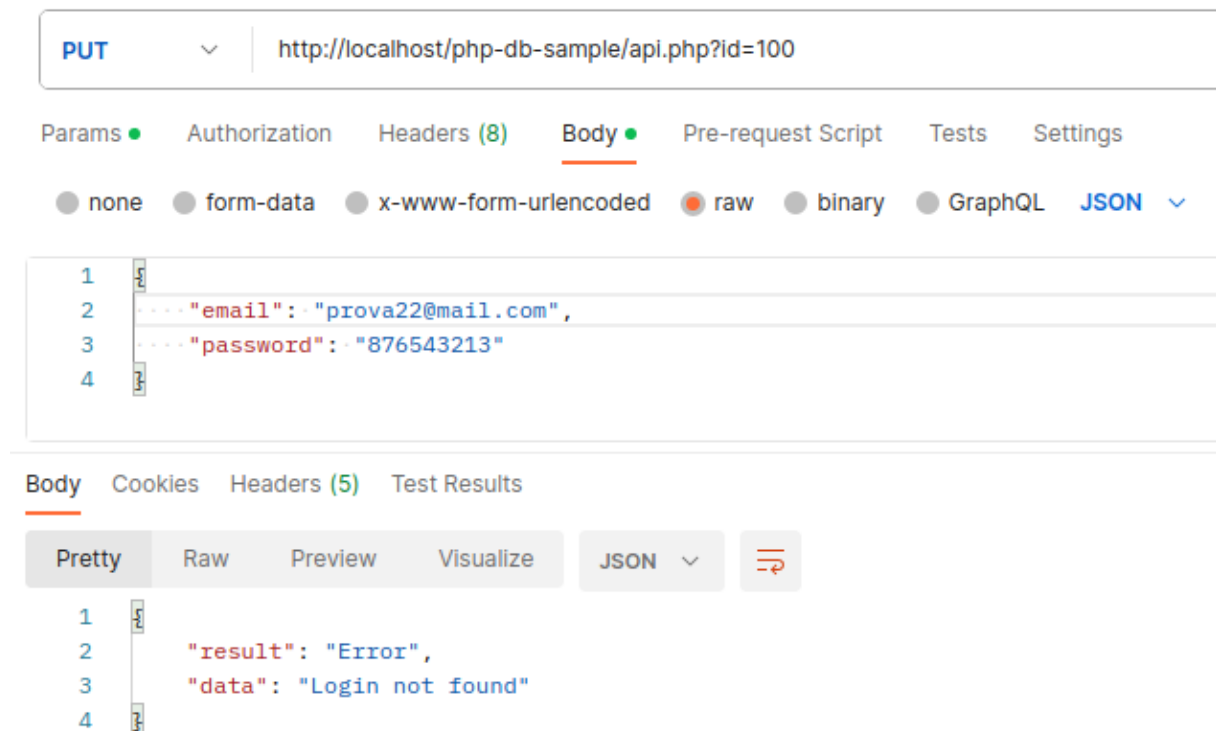 PUT http://localhost/php-db-sample/api.php?id=100
Params Authorization Headers (8) Body Pre-request Script Tests Settings
none form-data x-www-form-urlencoded raw binary GraphQL JSON
1 {
2 "email": "prova22@mail.com",
3 "password": "876543213"
4 }
Body Cookies Headers (5) Test Results
Pretty Raw Preview Visualize JSON
1 {
2 "result": "Error",
3 "data": "Login not found"
4 }